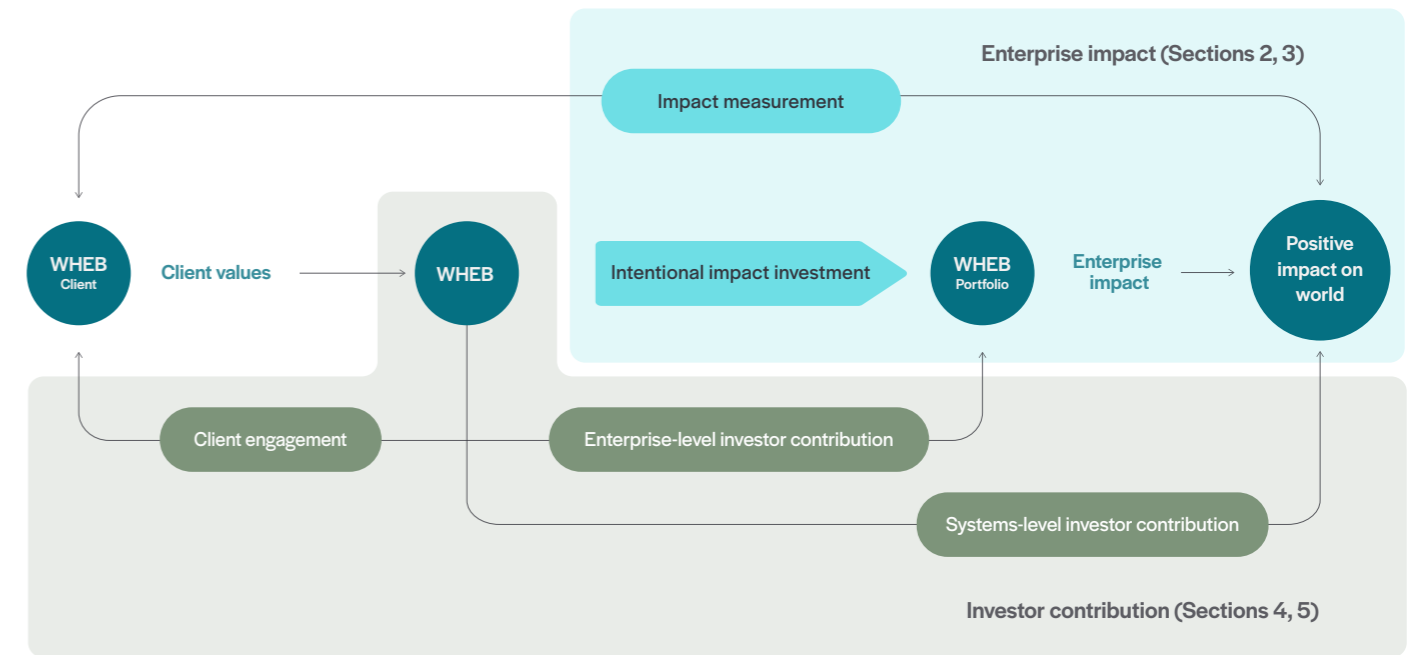 Enterprise impact (Sections 2, 3)
Impact measurement
WHEB
Client
Client values
WHEB
Intentional impact investment
WHEB
Portfolio
Enterprise
impact
Positive
impact on
world
Client engagement
Enterprise-level investor contribution
Systems-level investor contribution
Investor contribution (Sections 4, 5)